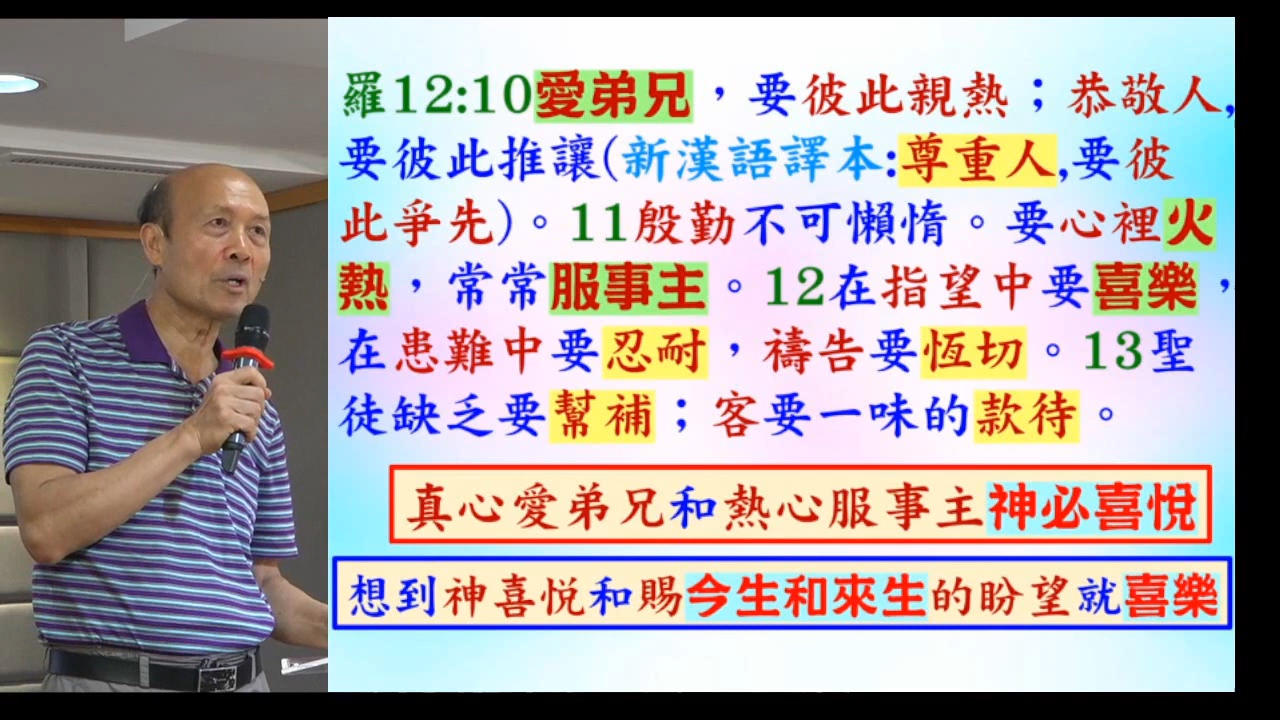 羅12:10愛弟兄，要彼此親熱；恭敬人,
要彼此推讓(新漢語譯本:尊重人,要彼
此爭先)。11殷勤不可懶惰。要心裡火
熱，常常服事主。12在指望中要喜樂，
在患難中要忍耐，禱告要恆切。13聖
徒缺乏要幫補；客要一味的款待。
真心愛弟兄和熱心服事主神必喜悅
想到神喜悅和賜今生和來生的盼望就喜樂